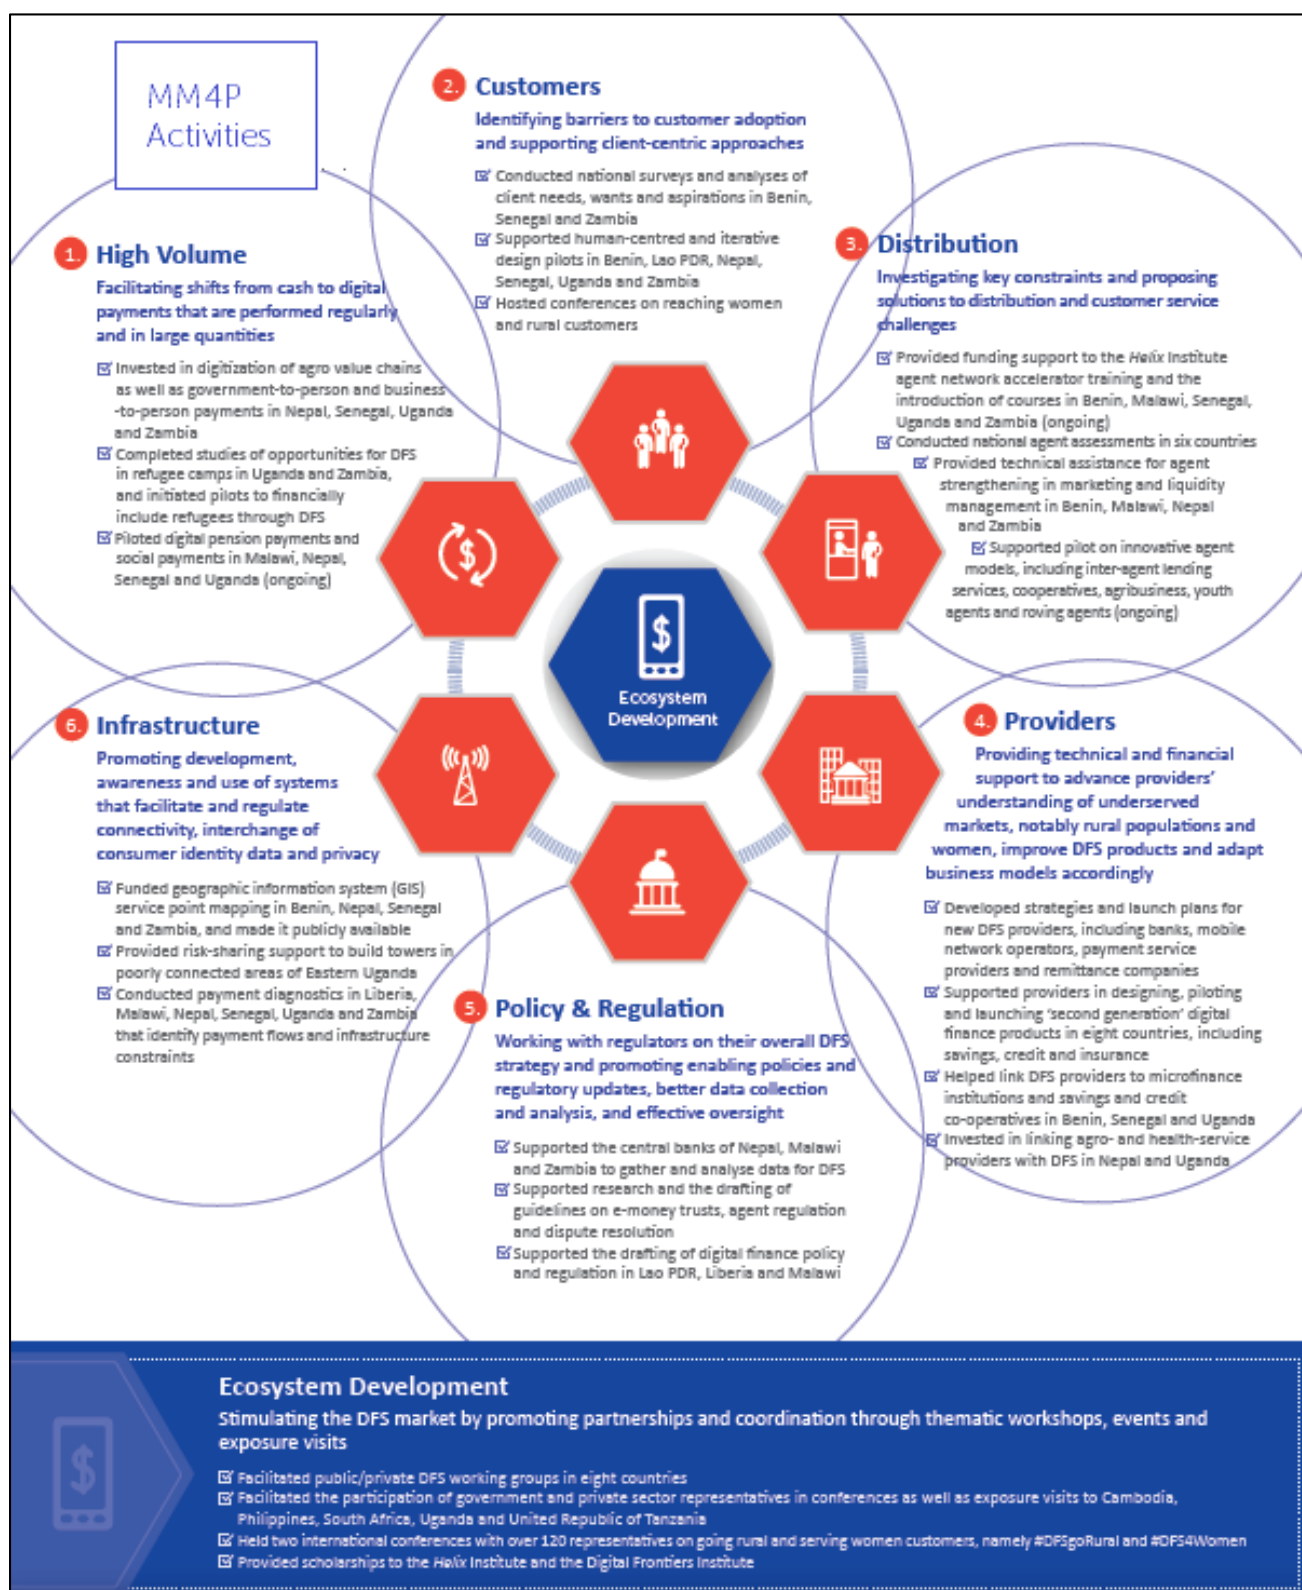 MM4P
Activities
1. High Volume
Facilitating shifts from cash to digital
payments that are performed regularly
and in large quantities
Invested in digitization of agro value chains
as well as government-to-person and business
-to-person payments in Nepal, Senegal, Uganda
and Zambia
Completed studies of opportunities for DFS
in refugee camps in Uganda and Zambia,
and initiated pilots to financially
include refugees through DFS
Piloted digital pension payments and
social payments in Malawi, Nepal,
Senegal and Uganda (ongoing)
2. Customers
Identifying barriers to customer adoption
and supporting client-centric approaches
Conducted national surveys and analyses of
client needs, wants and aspirations in Benin,
Senegal and Zambia
Supported human-centred and iterative
design pilots in Benin, Lao PDR, Nepal,
Senegal, Uganda and Zambia
Hosted conferences on reaching women
and rural customers
3. Distribution
Investigating key constraints and proposing
solutions to distribution and customer service
challenges
Provided funding support to the Helix Institute
agent network accelerator training and the
introduction of courses in Benin, Malawi, Senegal,
Uganda and Zambia (ongoing)
Conducted national agent assessments in six countries
Provided technical assistance for agent
strengthening in marketing and liquidity
management in Benin, Malawi, Nepal
and Zambia
Supported pilot on innovative agent
models, including inter-agent lending
services, cooperatives, agribusiness, youth
agents and roving agents (ongoing)
Ecosystem
Development
4. Providers
Providing technical and financial
support to advance providers’
understanding of underserved
markets, notably rural populations and
women, improve DFS products and adapt
business models accordingly
Developed strategies and launch plans for
new DFS providers, including banks, mobile
network operators, payment service
providers and remittance companies
Supported providers in designing, piloting
and launching ‘second generation’ digital
finance products in eight countries, including
savings, credit and insurance
Helped link DFS providers to microfinance
institutions and savings and credit
co-operatives in Benin, Senegal and Uganda
Invested in linking agro- and health-service
providers with DFS in Nepal and Uganda
5. Policy & Regulation
Working with regulators on their overall DFS
strategy and promoting enabling policies and
regulatory updates, better data collection
and analysis, and effective oversight
Supported the central banks of Nepal, Malawi
and Zambia to gather and analyse data for DFS
Supported research and the drafting of
guidelines on e-money trusts, agent regulation
and dispute resolution
Supported the drafting of digital finance policy
and regulation in Lao PDR, Liberia and Malawi
6. Infrastructure
Promoting development,
awareness and use of systems
that facilitate and regulate
connectivity, interchange of
consumer identity data and privacy
Funded geographic information system (GIS)
service point mapping in Benin, Nepal, Senegal
and Zambia, and made it publicly available
Provided risk-sharing support to build towers in
poorly connected areas of Eastern Uganda
Conducted payment diagnostics in Liberia,
Malawi, Nepal, Senegal, Uganda and Zambia
that identify payment flows and infrastructure
constraints
Ecosystem Development
Stimulating the DFS market by promoting partnerships and coordination through thematic workshops, events and
exposure visits
Facilitated public/private DFS working groups in eight countries
Facilitated the participation of government and private sector representatives in conferences as well as exposure visits to Cambodia,
Philippines, South Africa, Uganda and United Republic of Tanzania
Held two international conferences with over 120 representatives on going rural and serving women customers, namely #DFSgoRural and #DFS4Women
Provided scholarships to the Helix Institute and the Digital Frontiers Institute